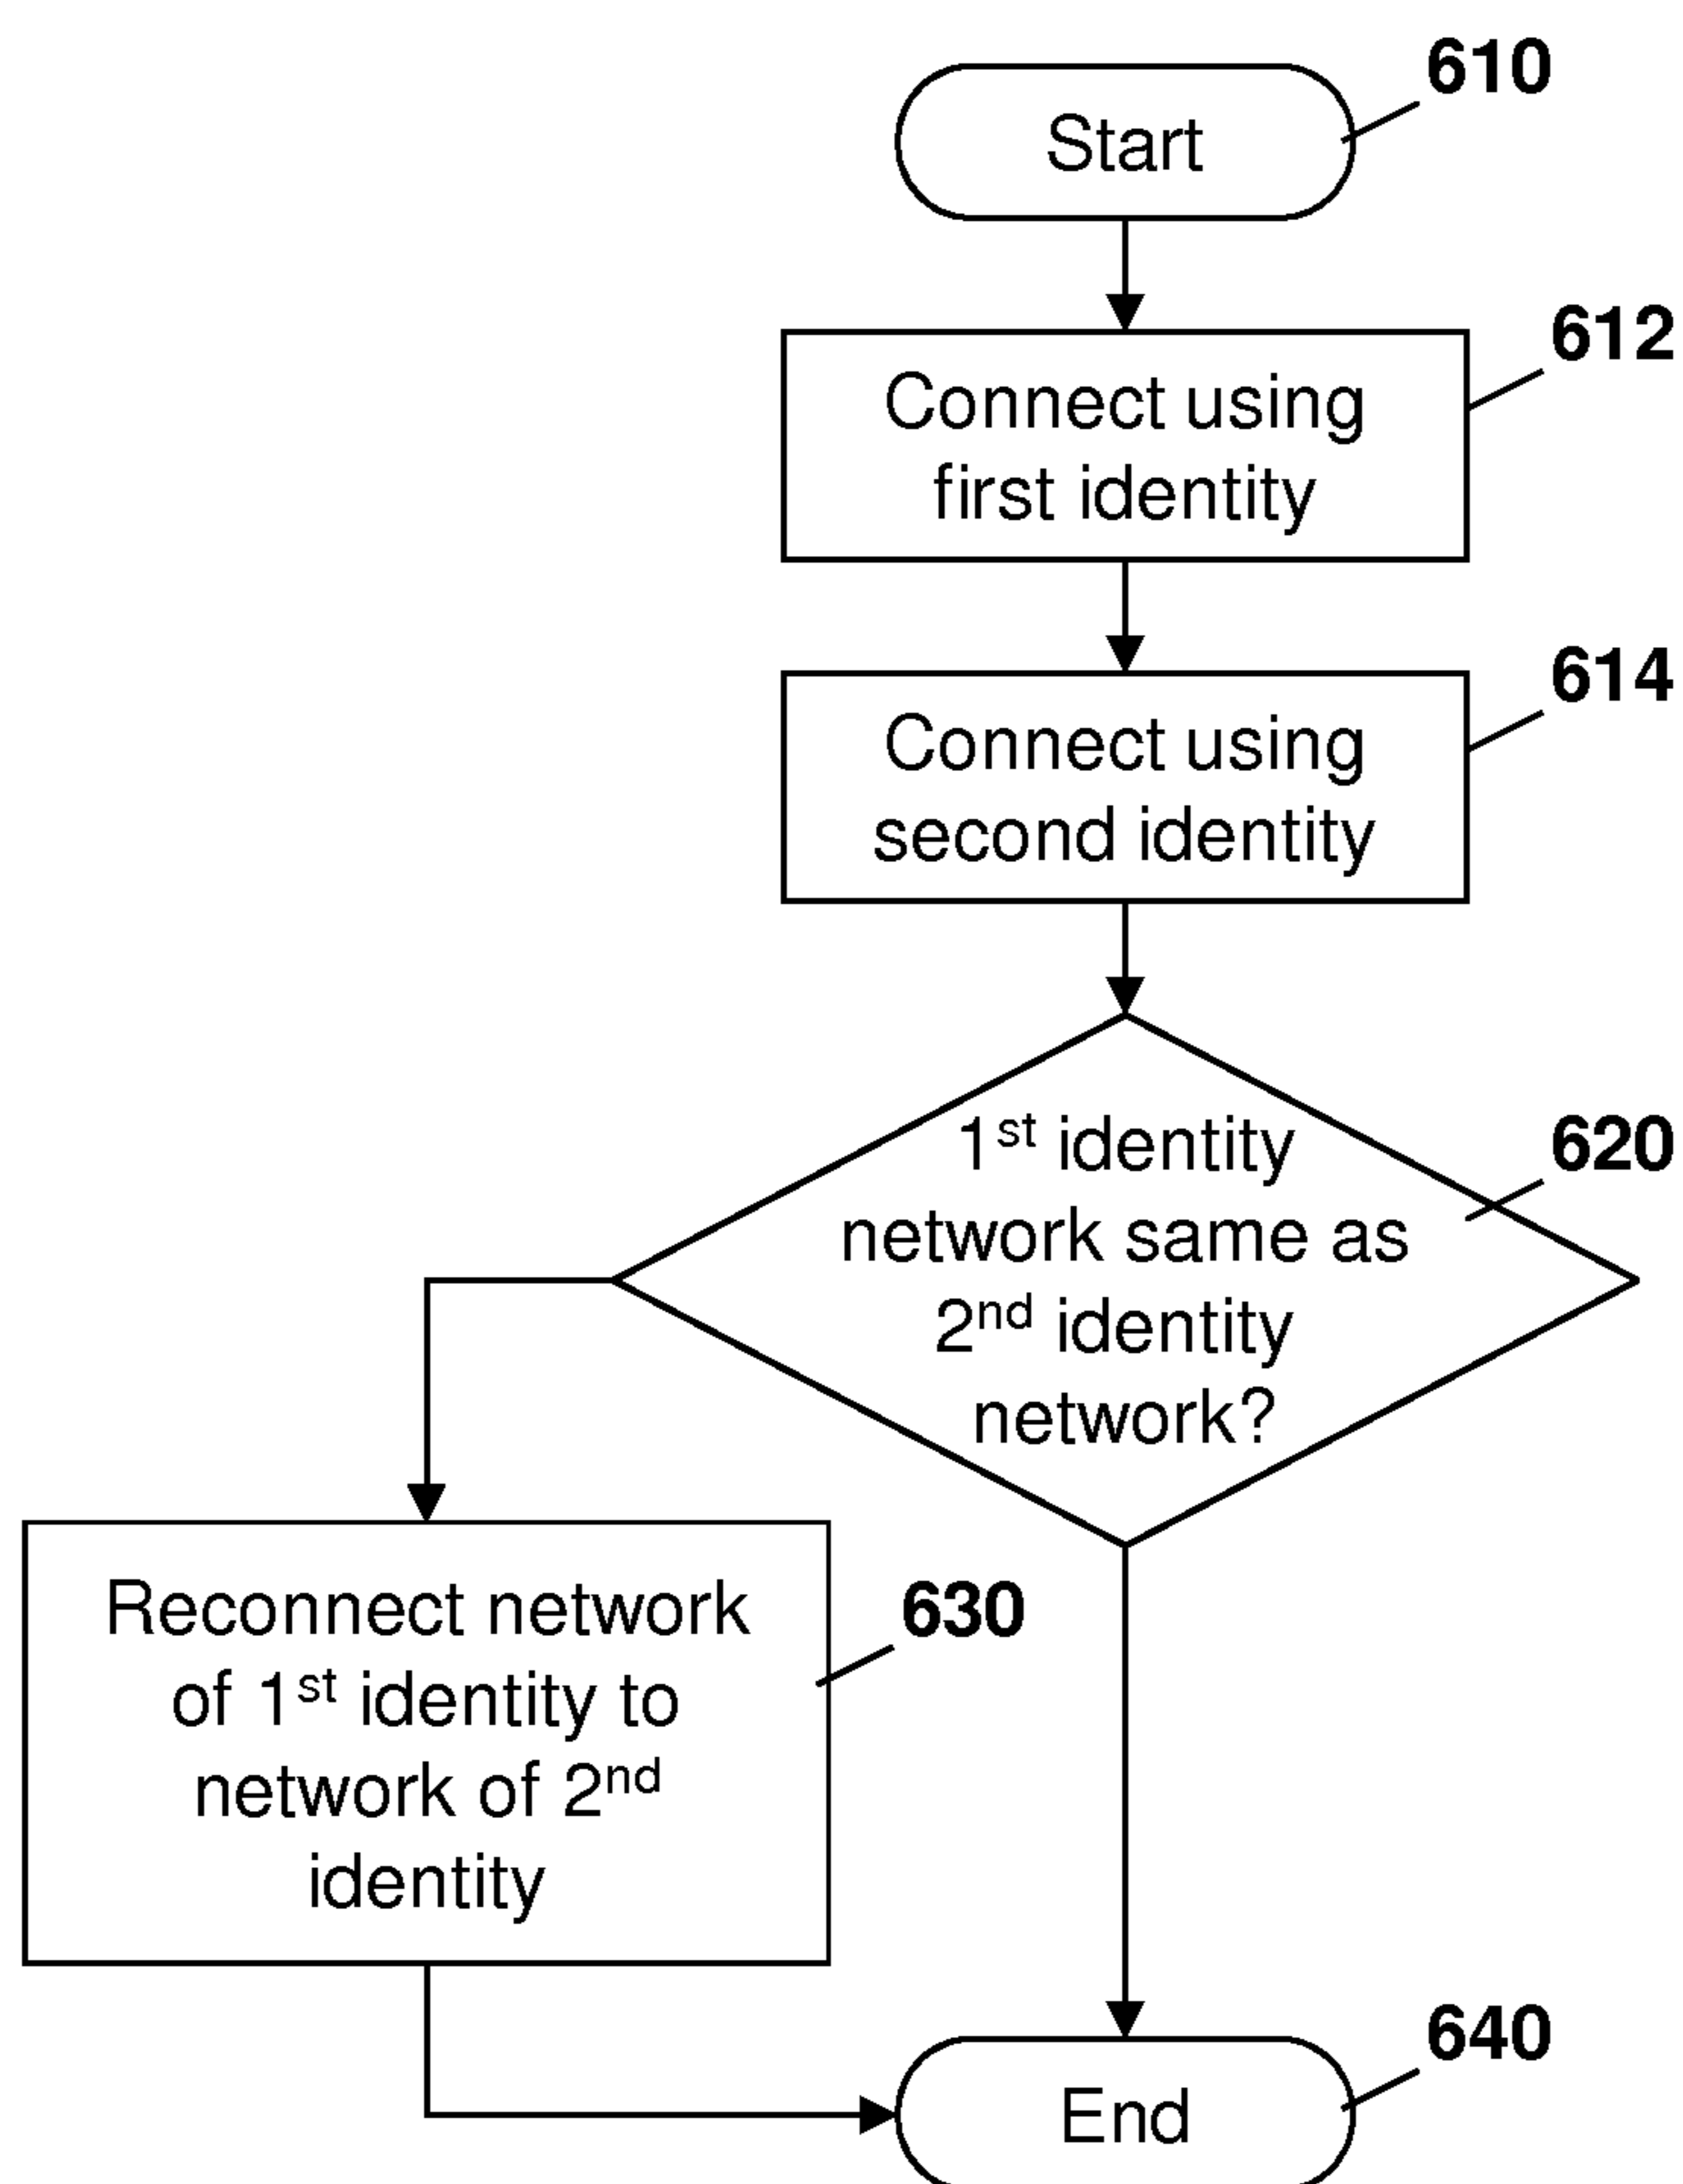 610
Start
612
Connect using
first identity
614
Connect using
second identity
620
1st identity
network same as
2nd identity
network?
630
Reconnect network
of 1st identity to
network of 2nd
identity
640
End